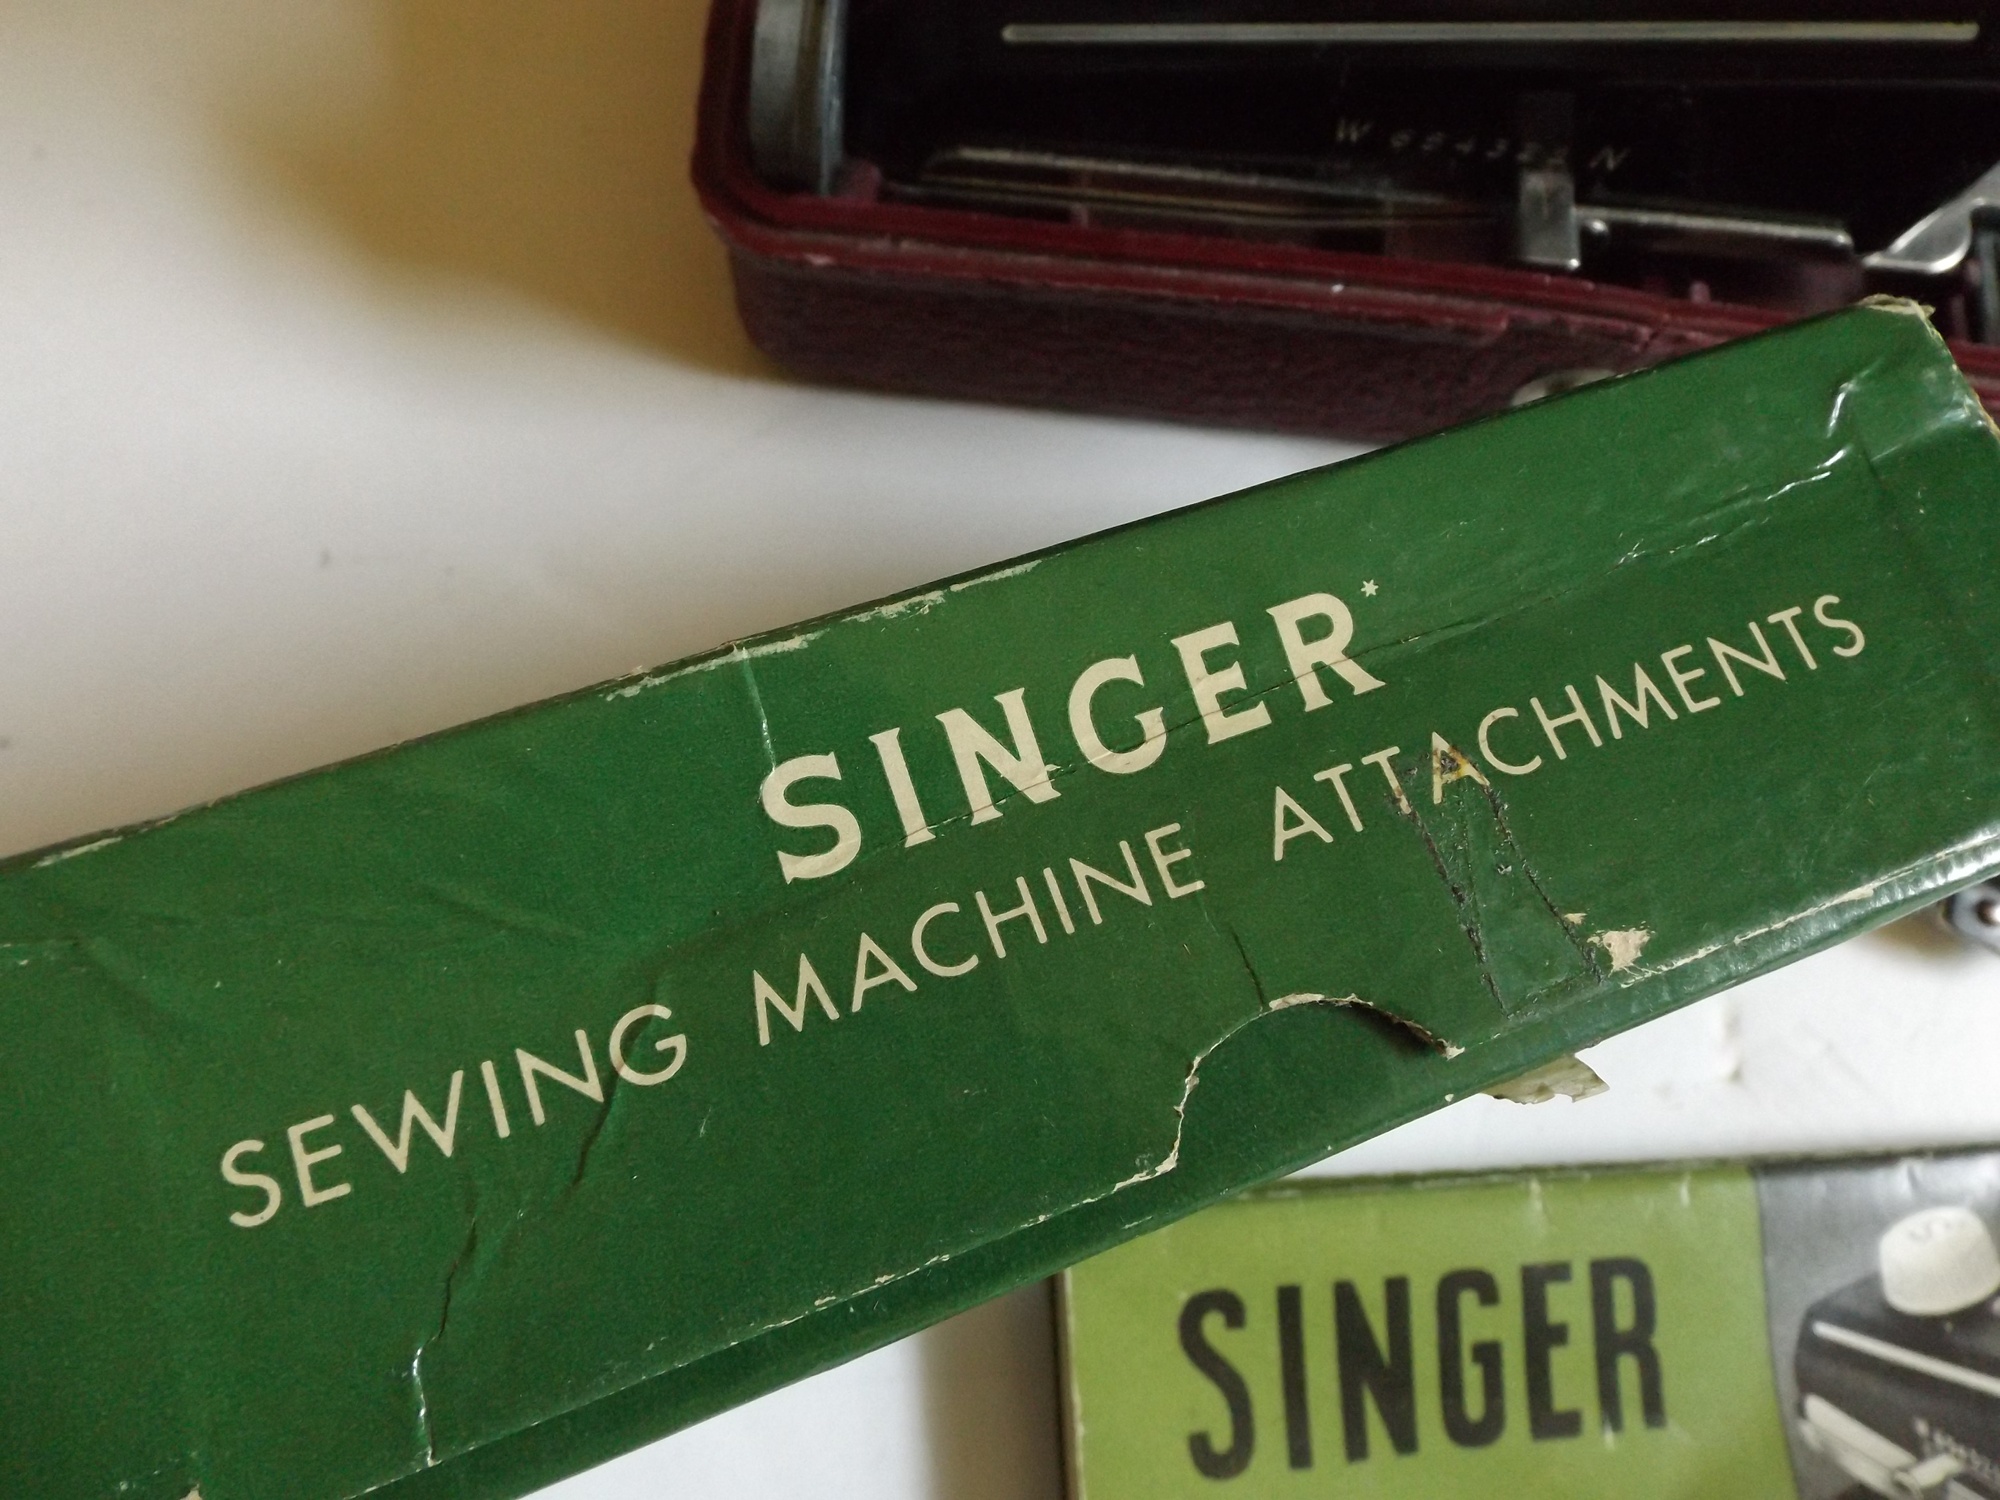 SINGER*
SEWING MACHINE ATTACHMENTS
SINGER